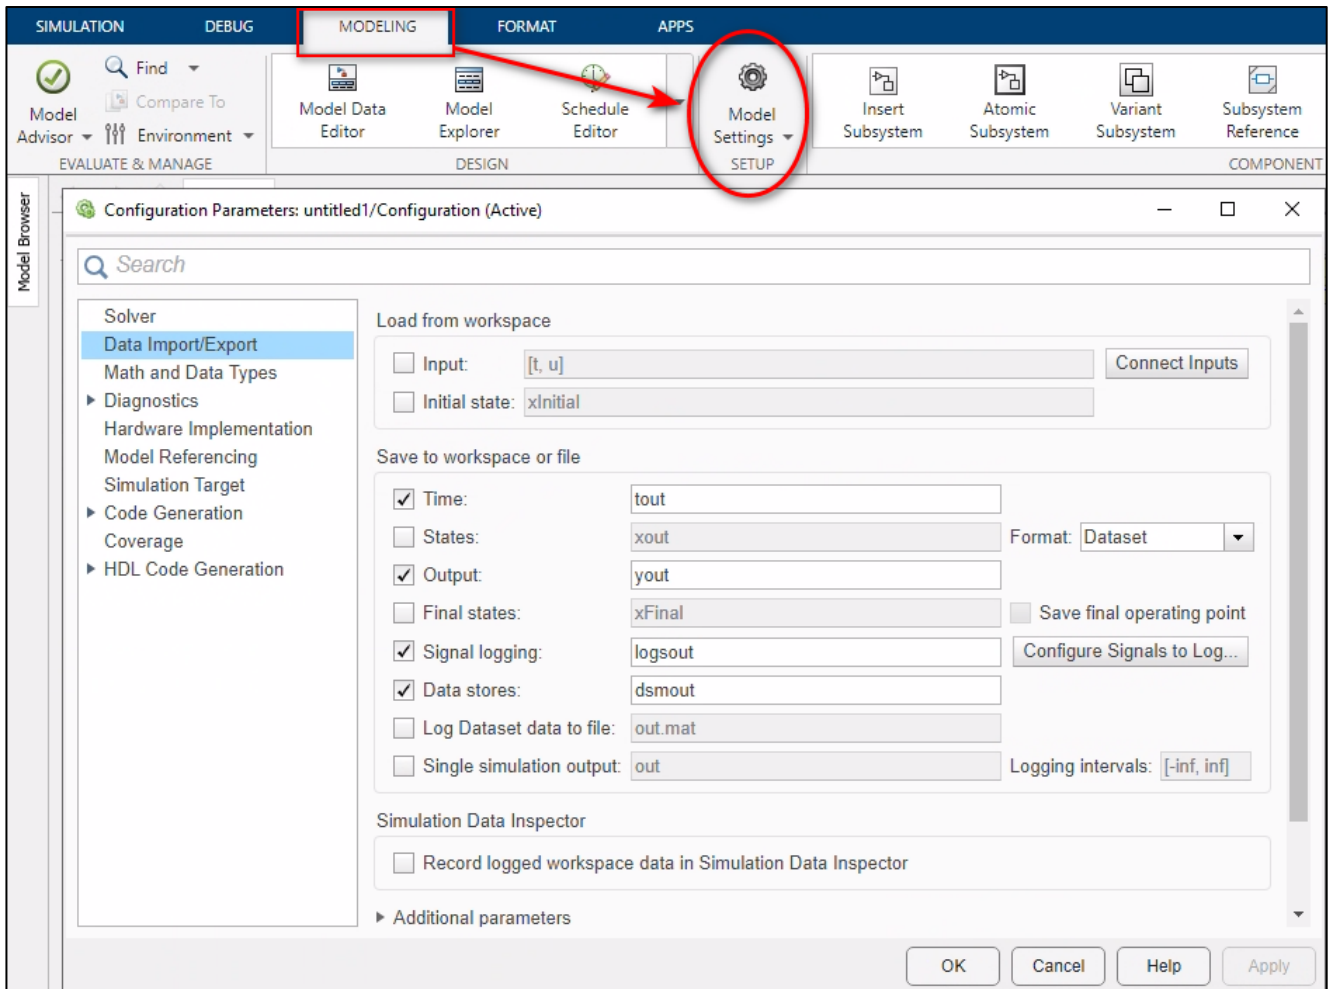 SIMULATION DEBUG MODELING FORMAT APPS
Find
Compare To
Environment
Model
Advisor
Model Data
Editor
Model
Explorer
Schedule
Editor
Model
Settings
Insert
Subsystem
Atomic
Subsystem
Variant
Subsystem
Subsystem
Reference
EVALUATE & MANAGE DESIGN SETUP COMPONENT
Model Browser
Configuration Parameters: untitled1/Configuration (Active)
Search
Solver
Data Import/Export
Math and Data Types
Diagnostics
Hardware Implementation
Model Referencing
Simulation Target
Code Generation
Coverage
HDL Code Generation
Load from workspace
Input: [t, u] Connect Inputs
Initial state: xInitial
Save to workspace or file
Time: tout
States: xout Format: Dataset
Output: yout
Final states: xFinal Save final operating point
Signal logging: logsout Configure Signals to Log...
Data stores: dsmout
Log Dataset data to file: out.mat
Single simulation output: out Logging intervals: [-inf, inf]
Simulation Data Inspector
Record logged workspace data in Simulation Data Inspector
Additional parameters
OK Cancel Help Apply